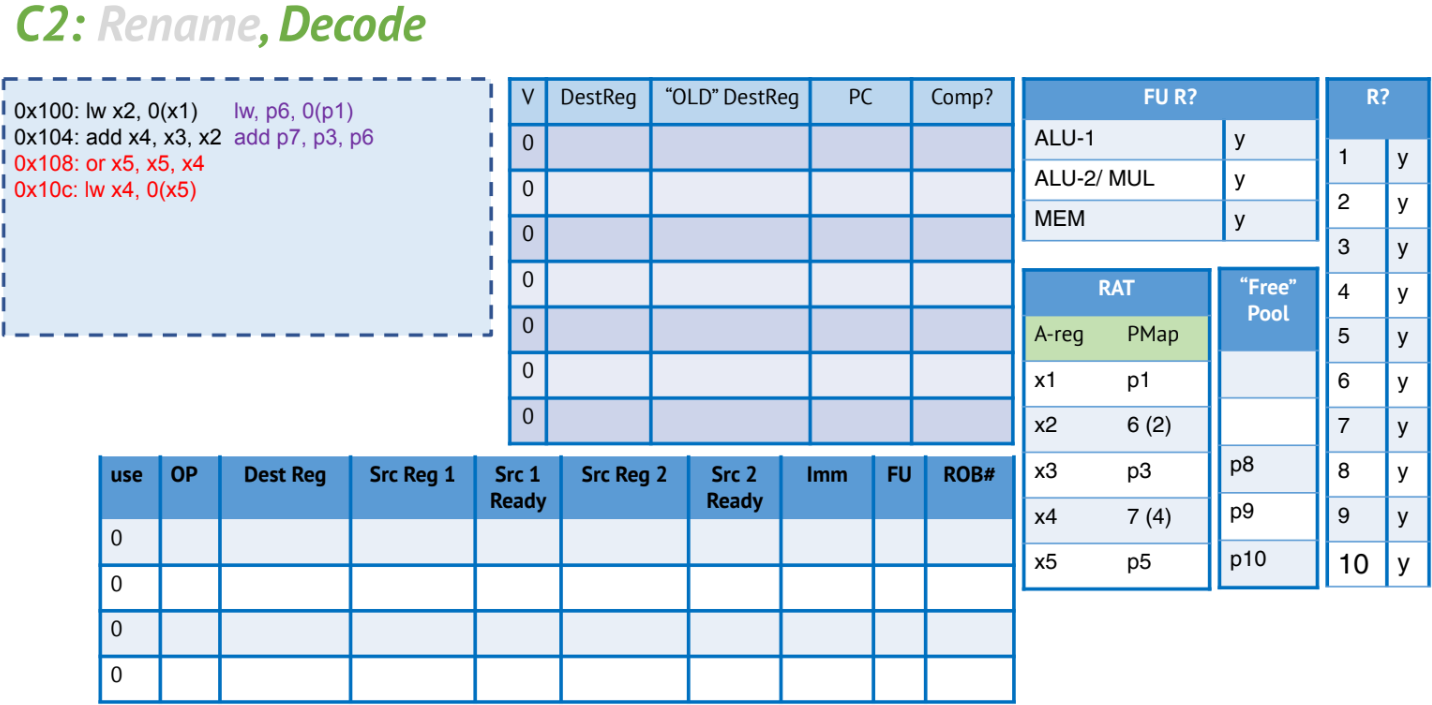 C2: Rename, Decode
0x100: lw x2, 0(x1) lw, p6, 0(p1)
0x104: add x4, x3, x2 add p7, p3, p6
0x108: or x5, x5, x4
0x10c: lw x4, 0(x5)
V DestReg “OLD” DestReg PC Comp?
0
0
0
0
0
0
0
FU R?
ALU-1 y
ALU-2/ MUL y
MEM y
RAT
A-reg PMap
x1 p1
x2 6 (2)
x3 p3
x4 7 (4)
x5 p5
“Free”
Pool
p8
p9
p10
R?
1 y
2 y
3 y
4 y
5 y
6 y
7 y
8 y
9 y
10 y
use OP Dest Reg Src Reg 1 Src 1 Ready Src Reg 2 Src 2 Ready Imm FU ROB#
0
0
0
0